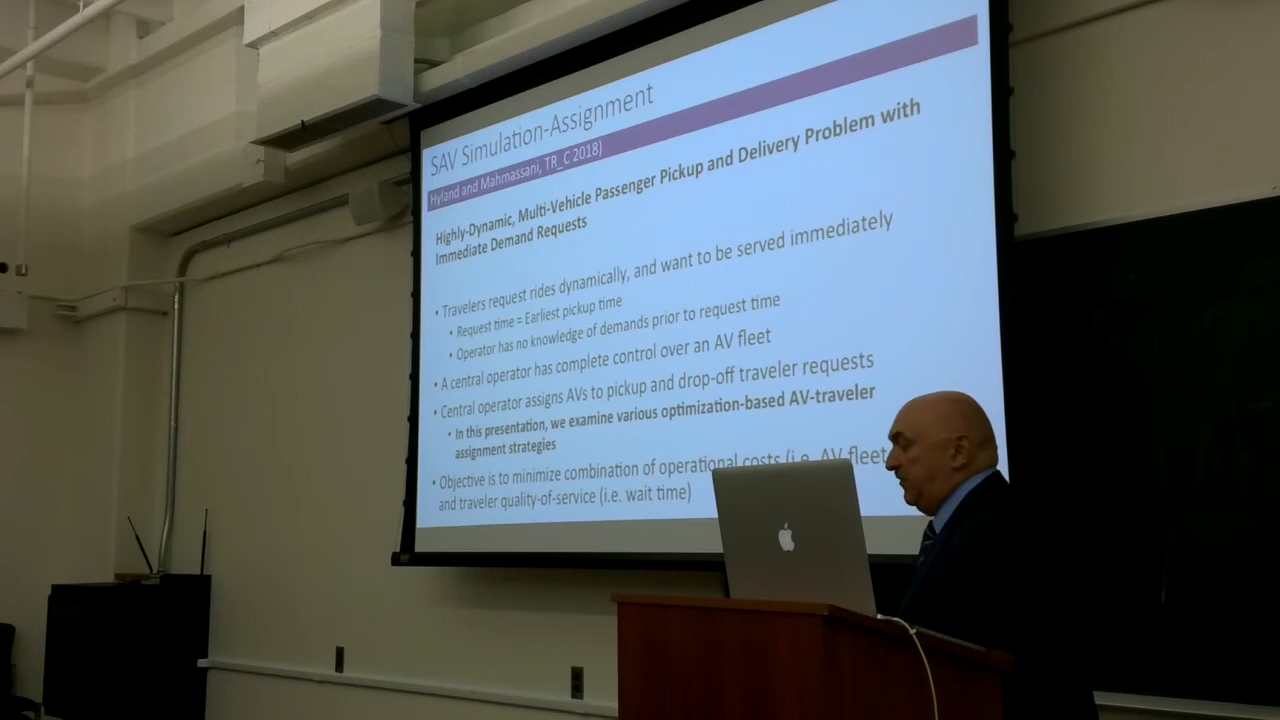 SAV Simulation-Assignment
Hyland and Mahmassani, TR_C 2018)
Highly-Dynamic, Multi-Vehicle Passenger Pickup and Delivery Problem with
Immediate Demand Requests
• Travelers request rides dynamically, and want to be served immediately
• Request time = Earliest pickup time
• Operator has no knowledge of demands prior to request time
• A central operator has complete control over an AV fleet
• Central operator assigns AVs to pickup and drop-off traveler requests
• In this presentation, we examine various optimization-based AV-traveler
assignment strategies
• Objective is to minimize combination of operational costs (i.e. AV fleet
and traveler quality-of-service (i.e. wait time)